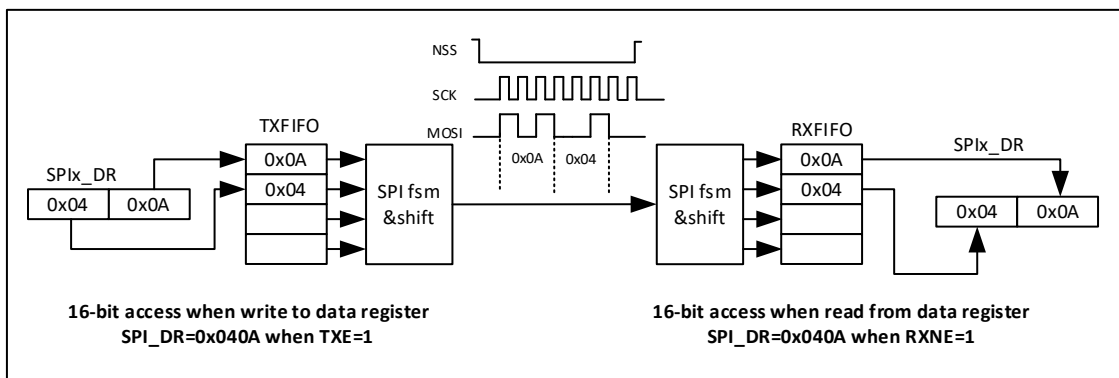 NSS
SCK
MOSI
TXFIFO
RXFIFO
0x0A 0x04
SPIx_DR
0x04 0x0A
0x0A
0x04
SPI fsm
&shift
SPI fsm
&shift
0x0A
0x04
SPIx_DR
0x04 0x0A
16-bit access when write to data register
SPI_DR=0x040A when TXE=1
16-bit access when read from data register
SPI_DR=0x040A when RXNE=1